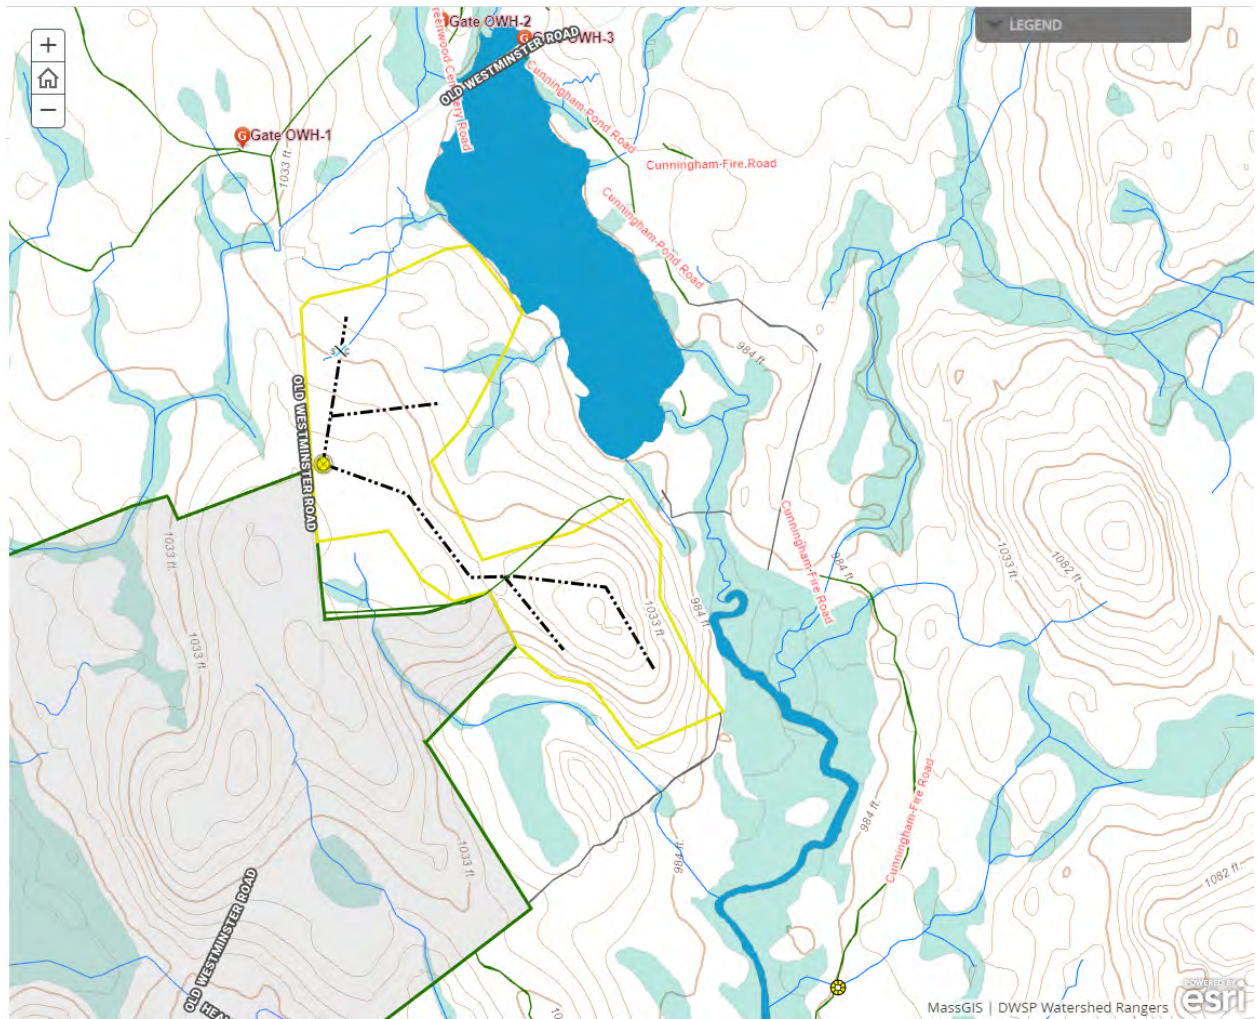 Gate OWH-2
LEGEND
OWH-3
OLD WESTMINSTER ROAD
Cunningham-Pond Road
Gate OWH-1
Cunningham-Fire Road
1033 ft
Cunningham-Pond Road
984 ft
OLD WESTMINSTER ROAD
Cunningham-Fire Road
1033 ft
984 ft
1033 ft
1082 ft
1033 ft
984 ft
1033 ft
Cunningham-Fire Road
984 ft
984 ft
1033 ft
1082 ft
OLD WESTMINSTER ROAD
MassGIS | DWSP Watershed Rangers
POWERED BY
esri